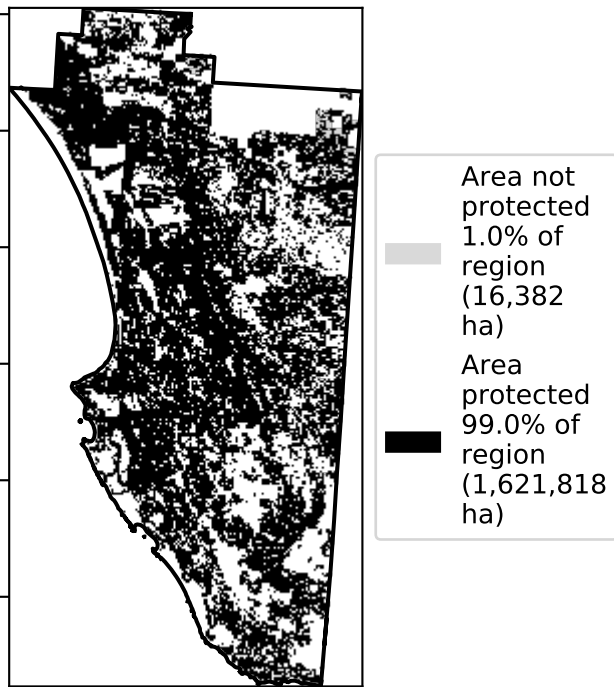 Area not
protected
1.0% of
region
(16,382
ha)
Area
protected
99.0% of
region
(1,621,818
ha)